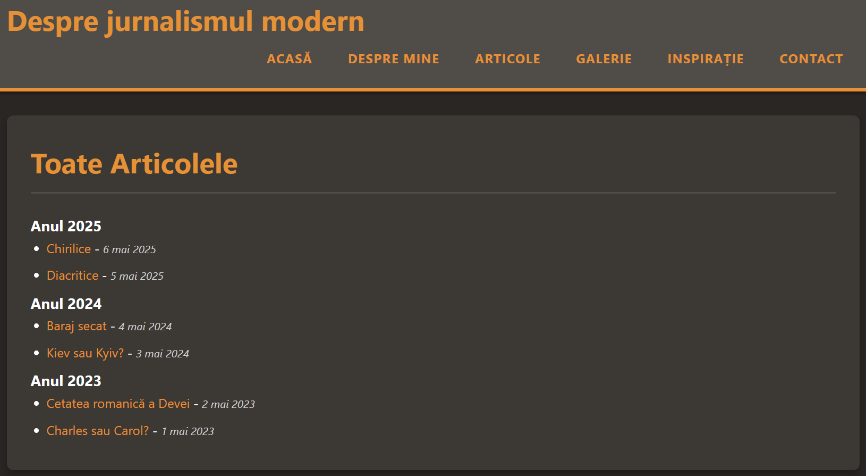 Despre jurnalismul modern
ACASĂ DESPRE MINE ARTICOLE GALERIE INSPIRAȚIE CONTACT
Toate Articolele
Anul 2025
Chirilice - 6 mai 2025
Diacritice - 5 mai 2025
Anul 2024
Baraj secat - 4 mai 2024
Kiev sau Kyiv? - 3 mai 2024
Anul 2023
Cetatea romanică a Devei - 2 mai 2023
Charles sau Carol? - 1 mai 2023